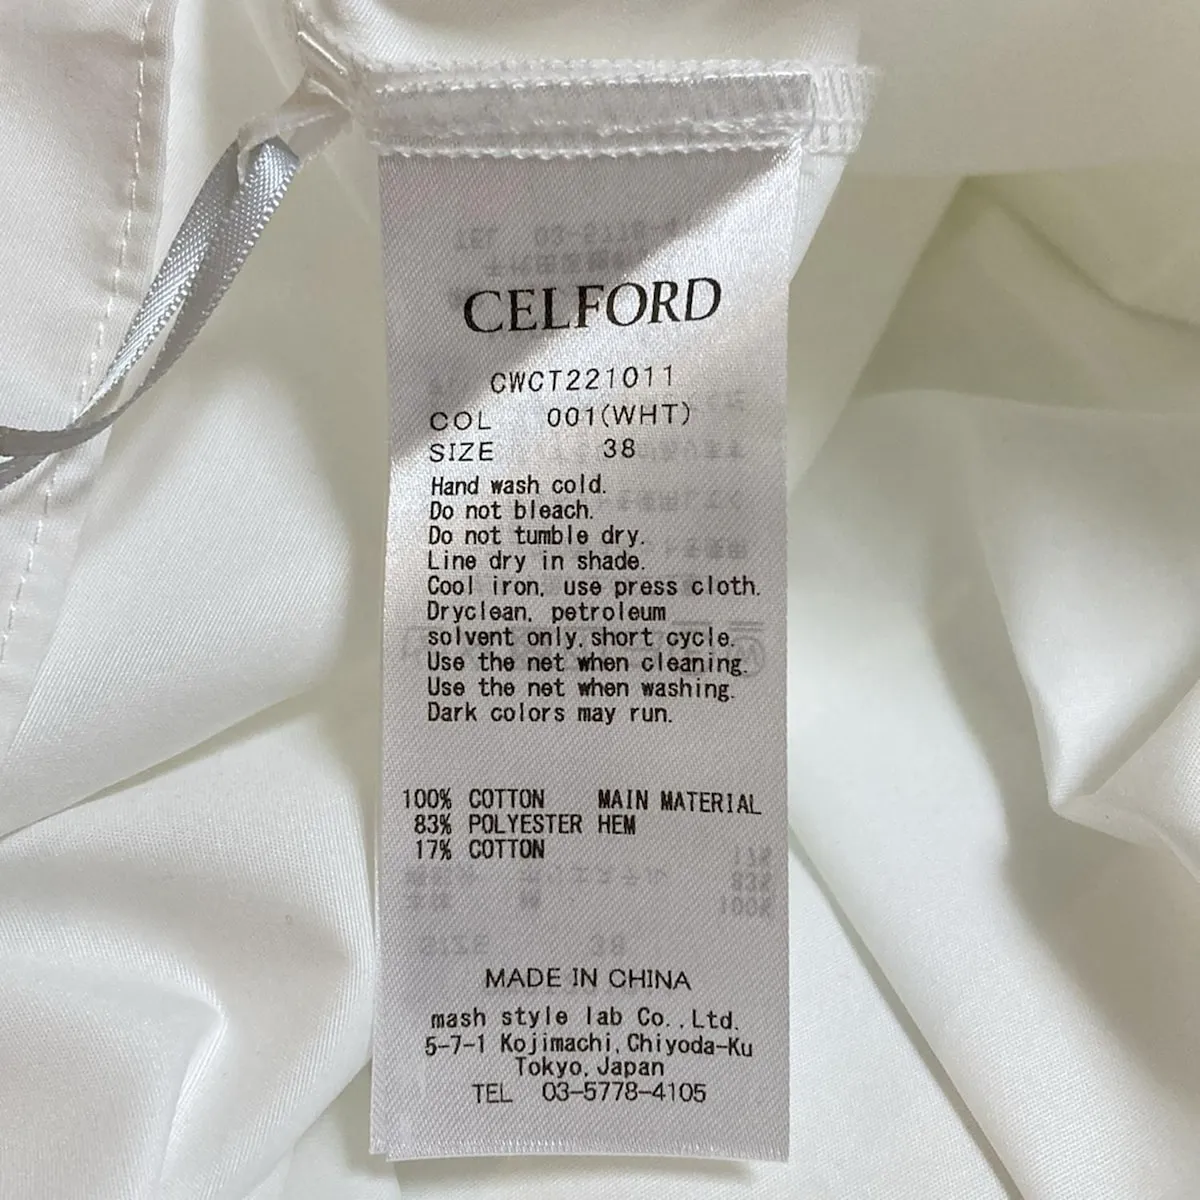 CELFORD
CWCT221011
COL 001(WHT)
SIZE 38
Hand wash cold.
Do not bleach.
Do not tumble dry.
Line dry in shade.
Cool iron, use press cloth.
Dryclean, petroleum
solvent only, short cycle.
Use the net when cleaning.
Use the net when washing.
Dark colors may run.
100% COTTON MAIN MATERIAL
83% POLYESTER HEM
17% COTTON
MADE IN CHINA
mash style lab Co.,Ltd.
5-7-1 Kojimachi, Chiyoda-Ku
Tokyo, Japan
TEL 03-5778-4105